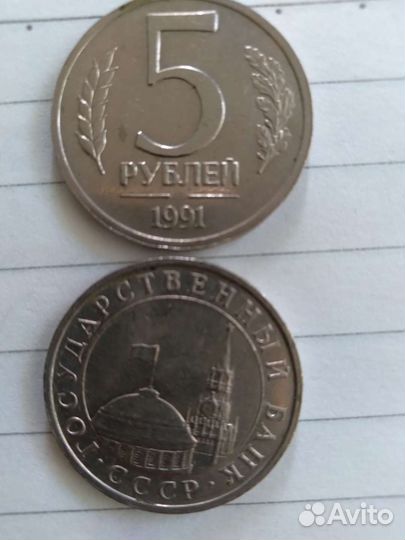 5
РУБЛЕЙ
1991
ГОСУДАРСТВЕННЫЙ БАНК
· СССР ·
Avito